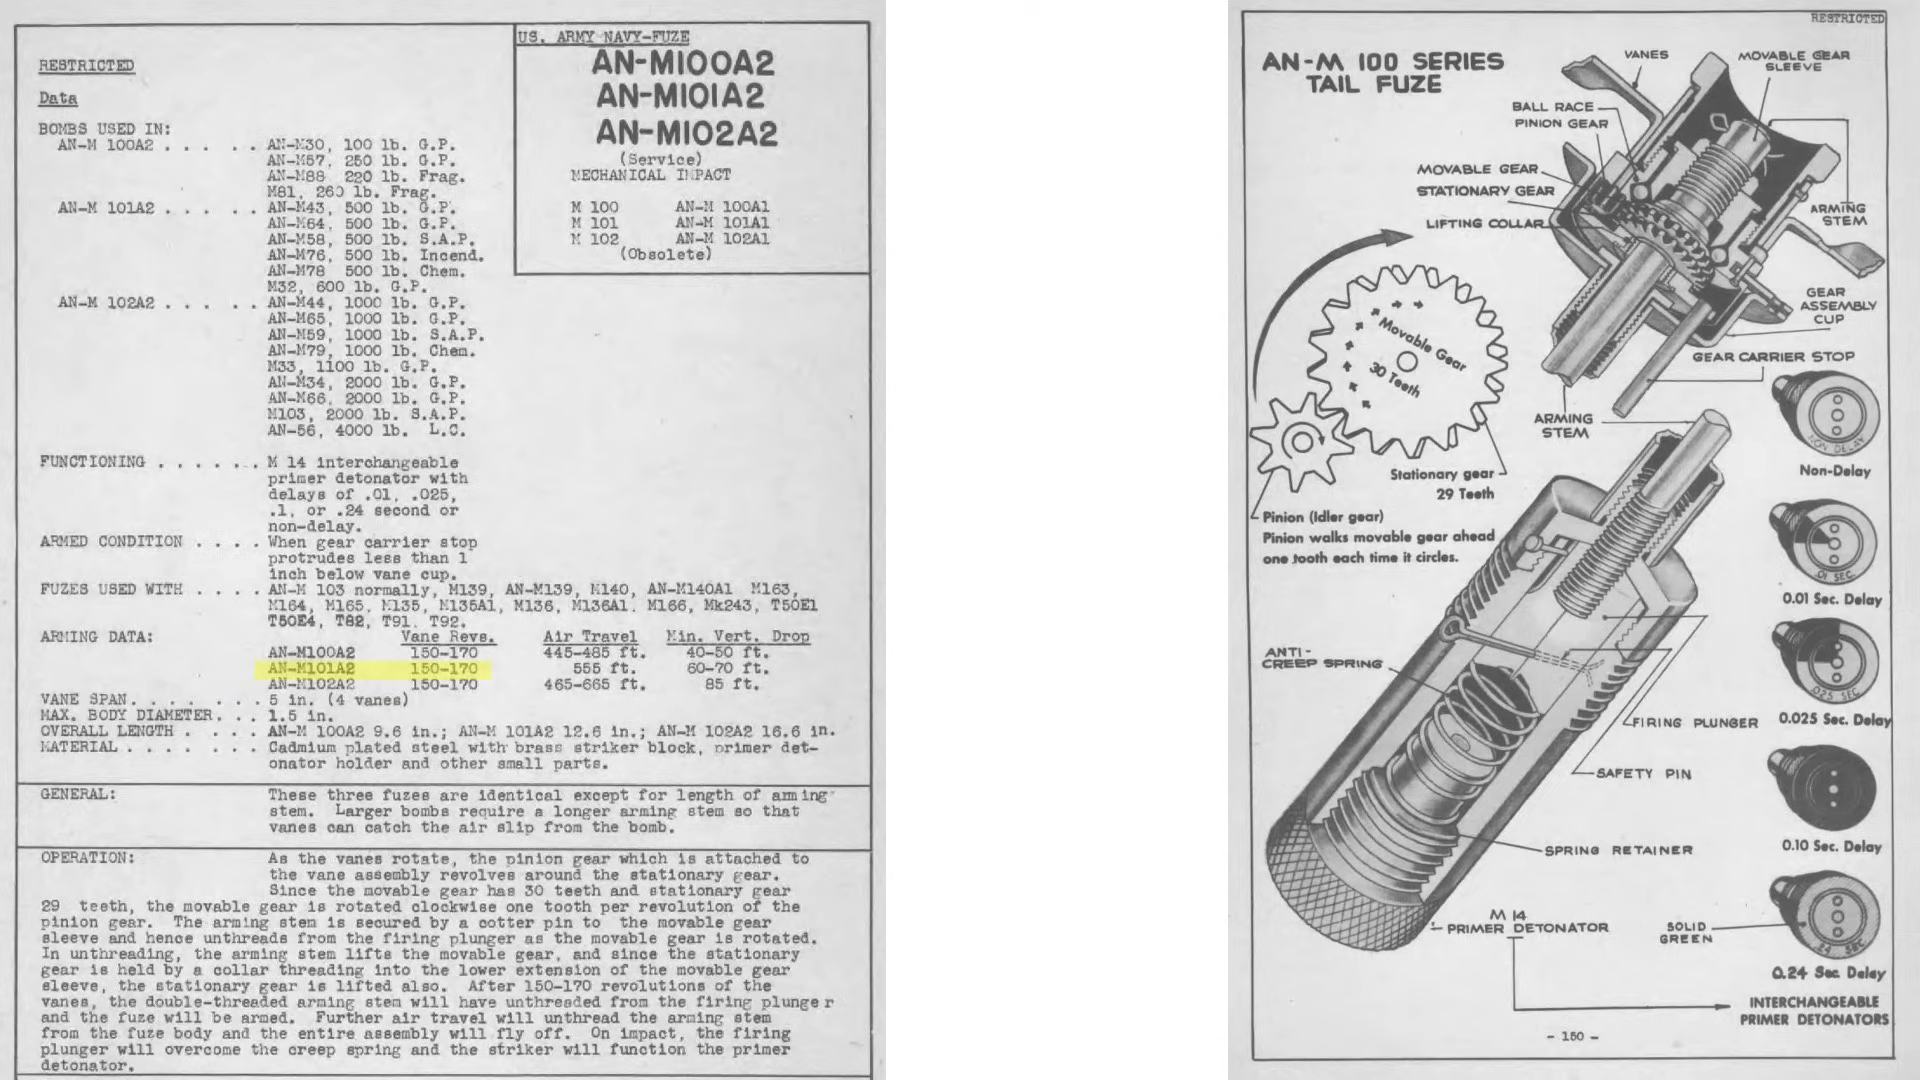 RESTRICTED
Data
US. ARMY NAVY-FUZE
AN-M100A2
AN-M101A2
AN-M102A2
(Service)
MECHANICAL IMPACT
M 100 AN-M 100A1
M 101 AN-M 101A1
M 102 AN-M 102A1
(Obsolete)
BOMBS USED IN:
AN-M 100A2 . . . . . . AN-M30, 100 lb. G.P.
AN-M57, 250 lb. G.P.
AN-M88 220 lb. Frag.
M81, 260 lb. Frag.
AN-M 101A2 . . . . . . AN-M43, 500 lb. G.P.
AN-M64, 500 lb. G.P.
AN-M58, 500 lb. S.A.P.
AN-M76, 500 lb. Incend.
AN-M78 500 lb. Chem.
M32, 600 lb. G.P.
AN-M 102A2 . . . . . . AN-M44, 1000 lb. G.P.
AN-M65, 1000 lb. G.P.
AN-M59, 1000 lb. S.A.P.
AN-M79, 1000 lb. Chem.
M33, 1100 lb. G.P.
AN-M34, 2000 lb. G.P.
AN-M66, 2000 lb. G.P.
M103, 2000 lb. S.A.P.
AN-56, 4000 lb. L.C.
FUNCTIONING . . . . . . . M 14 interchangeable
primer detonator with
delays of .01, .025,
.1, or .24 second or
non-delay.
ARMED CONDITION . . . . When gear carrier stop
protrudes less than 1
inch below vane cup.
FUZES USED WITH . . . . AN-M 103 normally, M139, AN-M139, M140, AN-M140A1 M163,
M164, M165, M135, M135A1, M136, M136A1, M166, Mk243, T50E1
T50E4, T82, T91, T92.
ARMING DATA: Vane Revs. Air Travel Min. Vert. Drop
AN-M100A2 150-170 445-485 ft. 40-50 ft.
AN-M101A2 150-170 555 ft. 60-70 ft.
AN-M102A2 150-170 465-665 ft. 85 ft.
VANE SPAN. . . . . . . . 5 in. (4 vanes)
MAX. BODY DIAMETER. . . 1.5 in.
OVERALL LENGTH . . . . AN-M 100A2 9.6 in.; AN-M 101A2 12.6 in.; AN-M 102A2 16.6 in.
MATERIAL . . . . . . . Cadmium plated steel with brass striker block, primer det-
onator holder and other small parts.
GENERAL: These three fuzes are identical except for length of arming
stem. Larger bombs require a longer arming stem so that
vanes can catch the air slip from the bomb.
OPERATION: As the vanes rotate, the pinion gear which is attached to
the vane assembly revolves around the stationary gear.
Since the movable gear has 30 teeth and stationary gear
29 teeth, the movable gear is rotated clockwise one tooth per revolution of the
pinion gear. The arming stem is secured by a cotter pin to the movable gear
sleeve and hence unthreads from the firing plunger as the movable gear is rotated.
In unthreading, the arming stem lifts the movable gear, and since the stationary
gear is held by a collar threading into the lower extension of the movable gear
sleeve, the stationary gear is lifted also. After 150-170 revolutions of the
vanes, the double-threaded arming stem will have unthreaded from the firing plunger
and the fuze will be armed. Further air travel will unthread the arming stem
from the fuze body and the entire assembly will fly off. On impact, the firing
plunger will overcome the creep spring and the striker will function the primer
detonator.
RESTRICTED
AN-M 100 SERIES
TAIL FUZE
VANES
MOVABLE GEAR
SLEEVE
BALL RACE
PINION GEAR
MOVABLE GEAR
STATIONARY GEAR
LIFTING COLLAR
ARMING
STEM
GEAR
ASSEMBLY
CUP
GEAR CARRIER STOP
ARMING
STEM
Movable Gear
30 Teeth
Stationary gear
29 Teeth
Pinion (Idler gear)
Pinion walks movable gear ahead
one tooth each time it circles.
NON DELAY
Non-Delay
.01 SEC.
0.01 Sec. Delay
.025 SEC
0.025 Sec. Delay
0.10 Sec. Delay
.24 SEC
0.24 Sec. Delay
ANTI-
CREEP SPRING
FIRING PLUNGER
SAFETY PIN
SPRING RETAINER
M 14
PRIMER DETONATOR
SOLID
GREEN
INTERCHANGEABLE
PRIMER DETONATORS
- 150 -